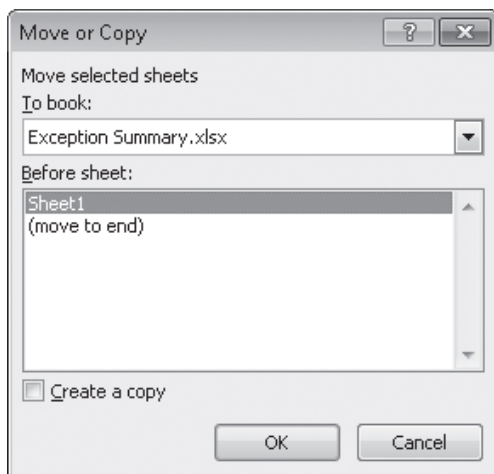 Move or Copy
Move selected sheets
To book:
Exception Summary.xlsx
Before sheet:
Sheet1
(move to end)
Create a copy
OK
Cancel